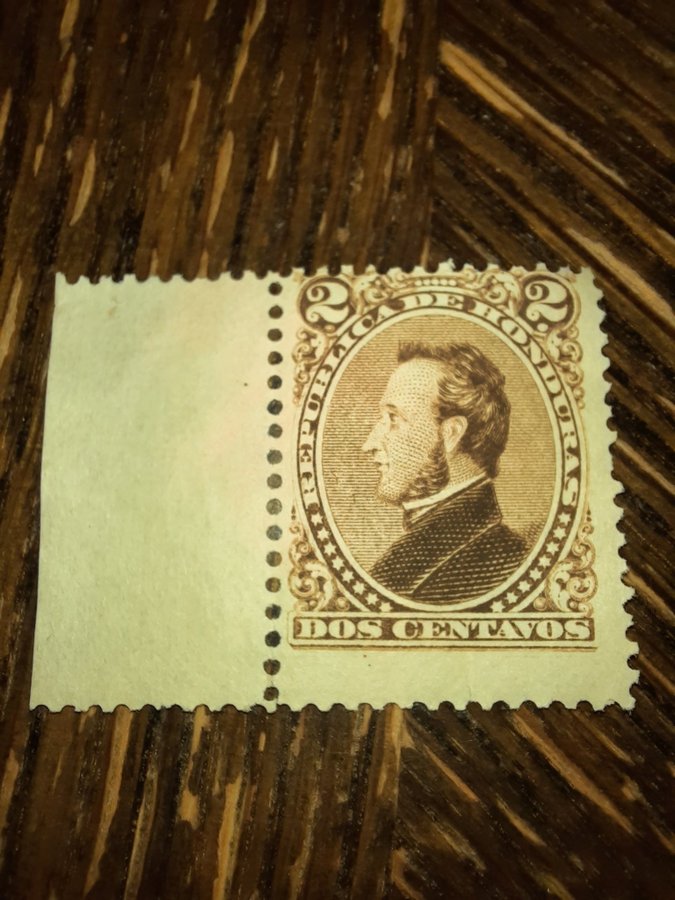 2 2
REPUBLICA DE HONDURAS
DOS CENTAVOS